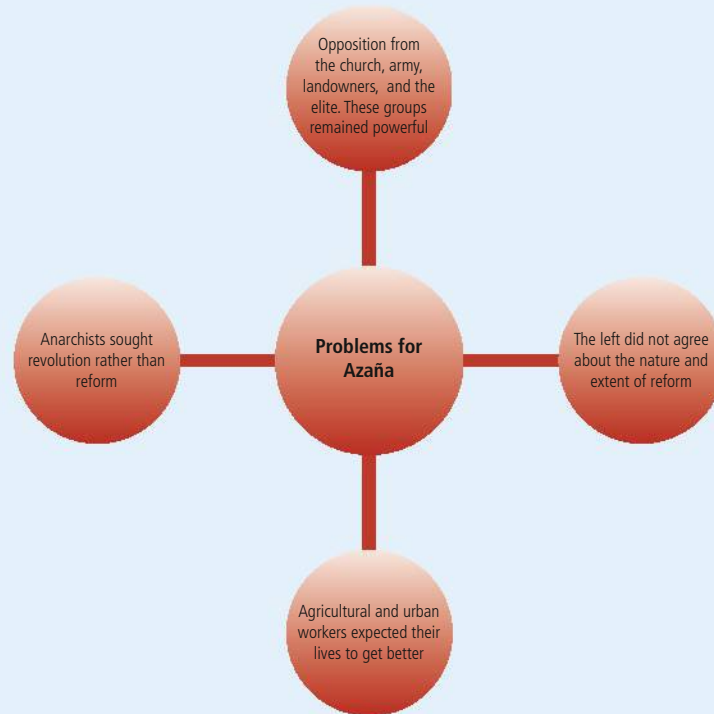 Opposition from
the church, army,
landowners, and the
elite. These groups
remained powerful
Anarchists sought
revolution rather than
reform
Problems for
Azaña
The left did not agree
about the nature and
extent of reform
Agricultural and urban
workers expected their
lives to get better